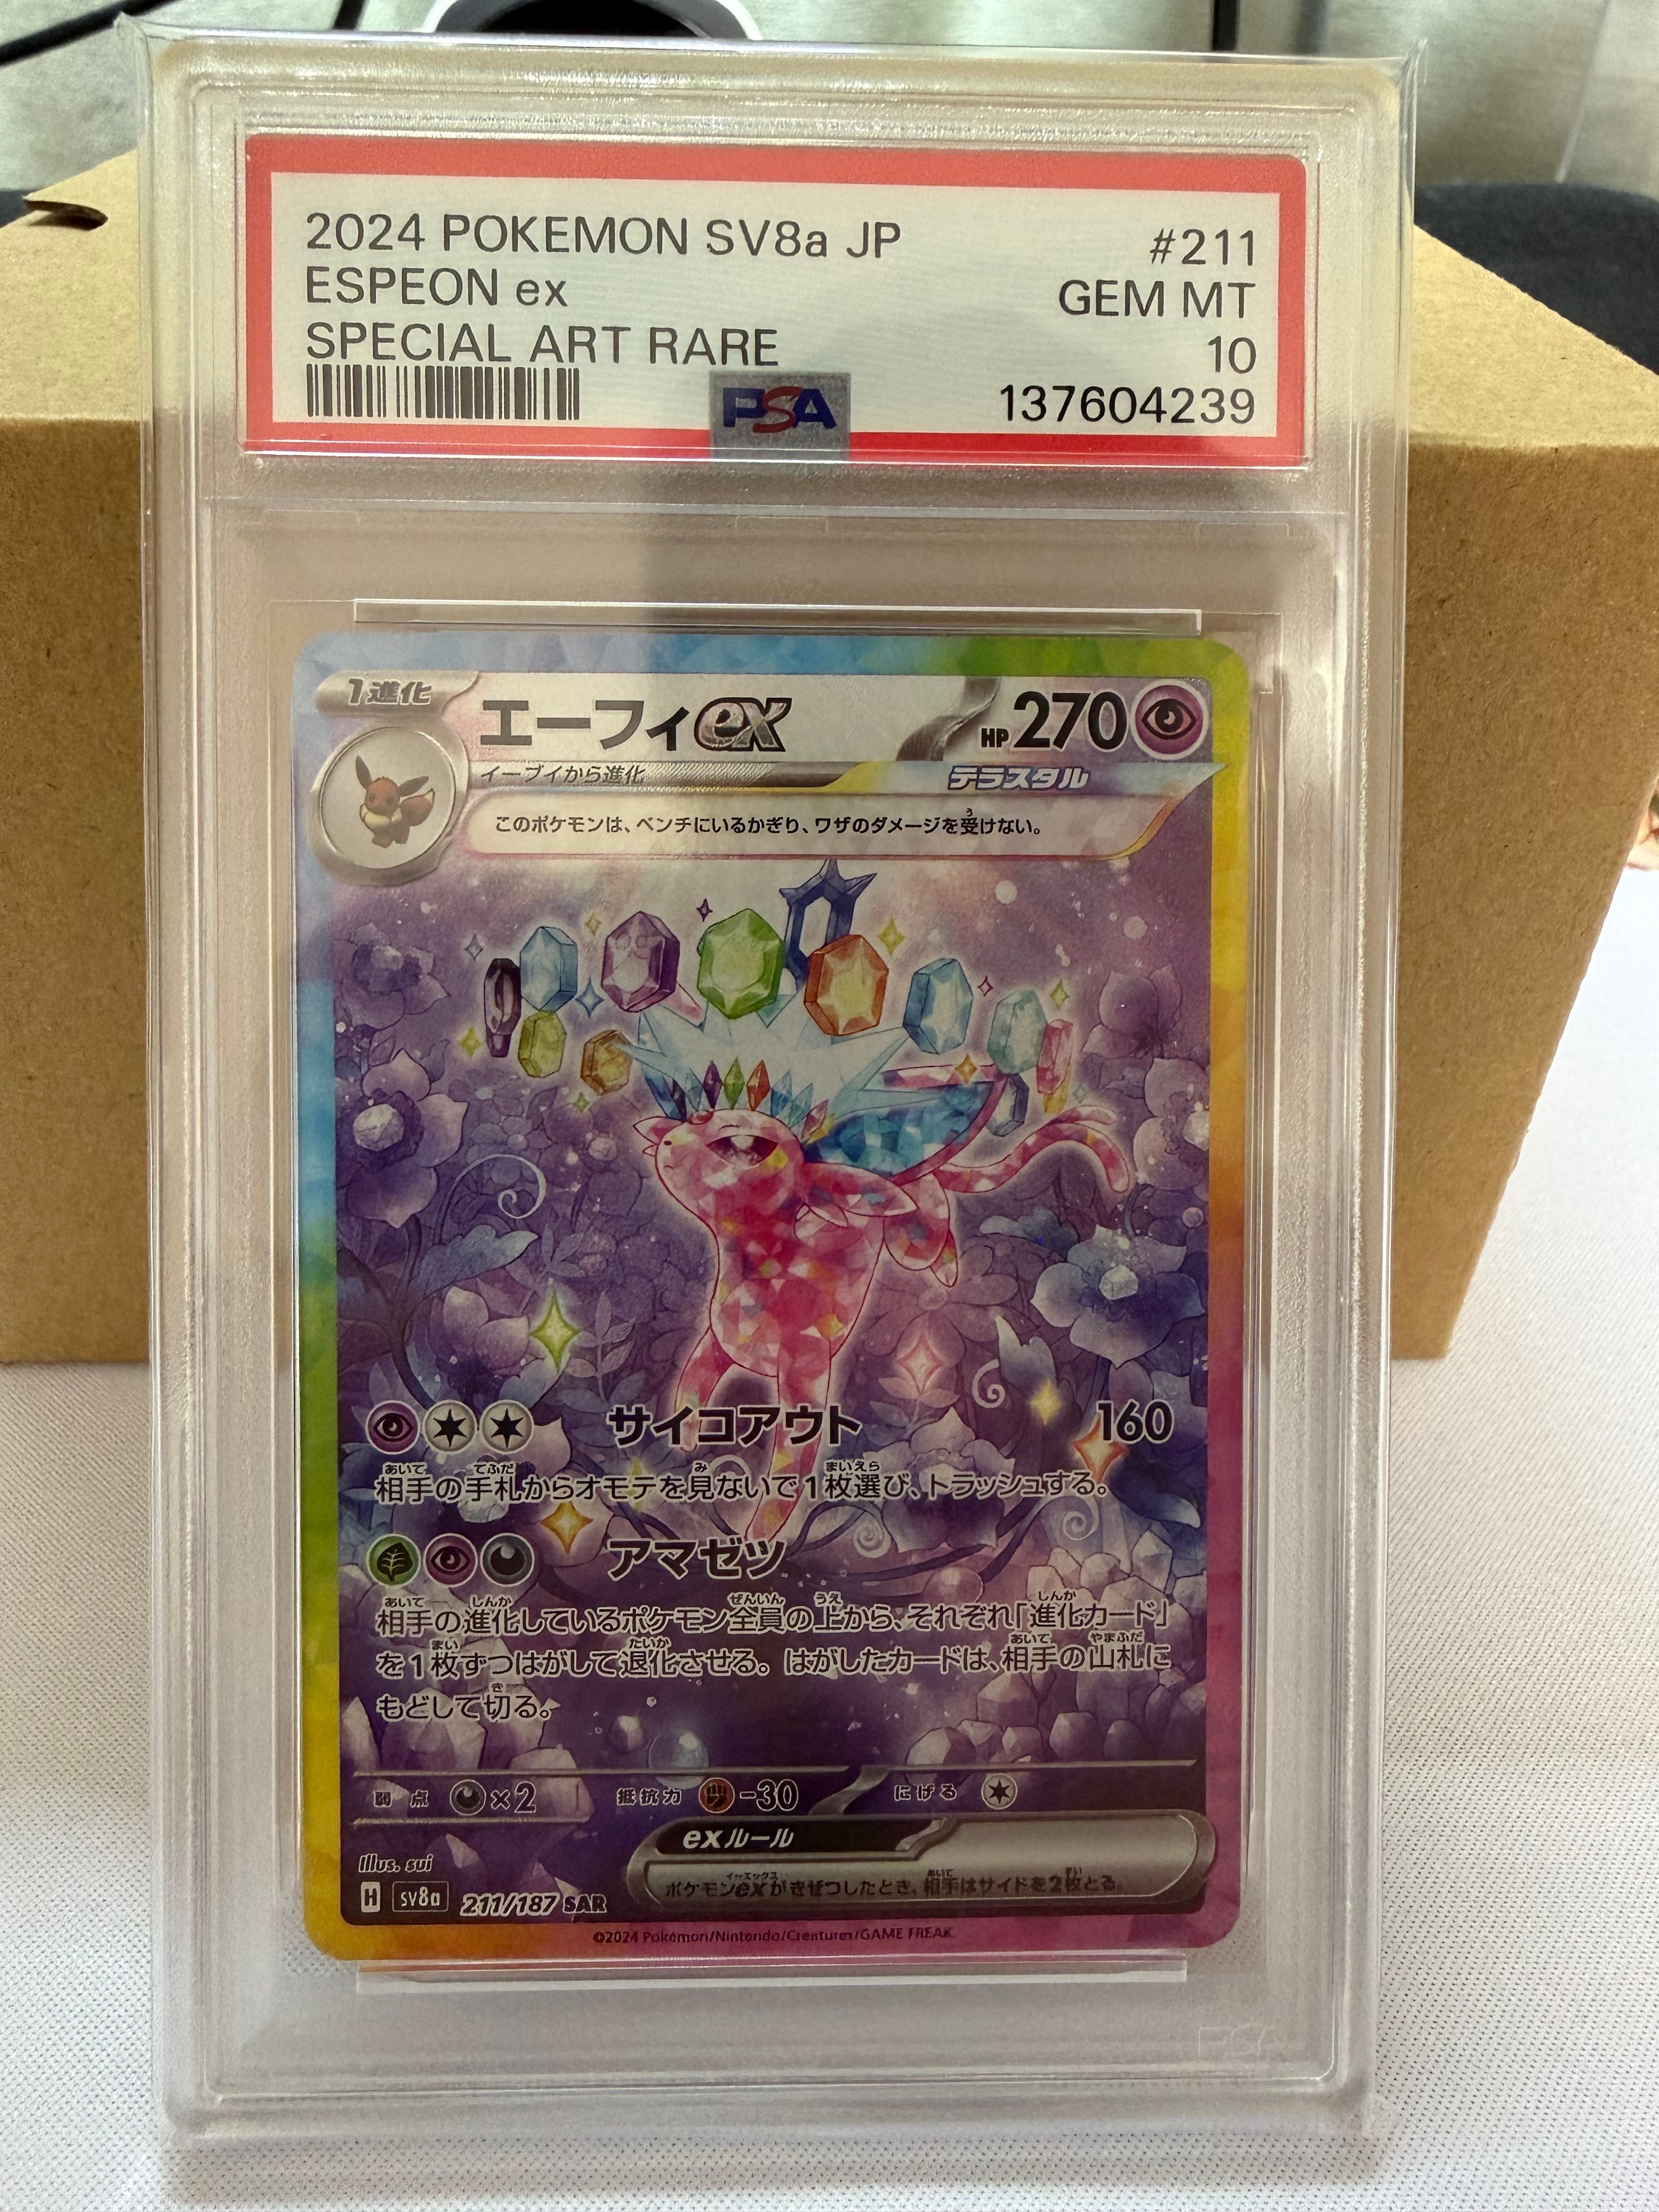 2024 POKEMON SV8a JP #211
ESPEON ex GEM MT
SPECIAL ART RARE 10
PSA 137604239
1進化 エーフィex HP270
イーブイから進化 テラスタル
このポケモンは、ベンチにいるかぎり、ワザのダメージを受けない。
サイコアウト 160
相手の手札からオモテを見ないで1枚選び、トラッシュする。
アマゼツ
相手の進化しているポケモン全員の上から、それぞれ「進化カード」
を1枚ずつはがして退化させる。はがしたカードは、相手の山札に
もどして切る。
弱点 ×2 抵抗力 -30 にげる
exルール
ポケモンexがきぜつしたとき、相手はサイドを2枚とる。
Illus. sui
H sv8a 211/187 SAR
©2024 Pokémon/Nintendo/Creatures/GAME FREAK
PSA